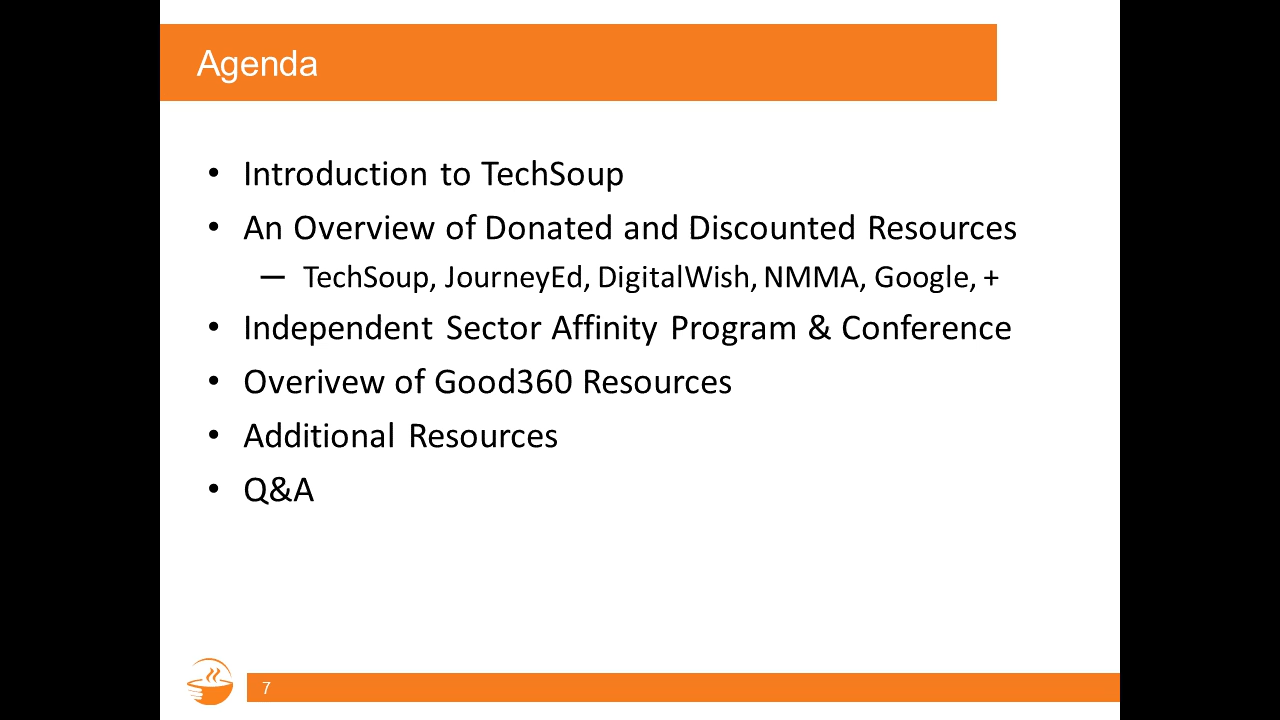 Agenda
• Introduction to TechSoup
• An Overview of Donated and Discounted Resources
— TechSoup, JourneyEd, DigitalWish, NMMA, Google, +
• Independent Sector Affinity Program & Conference
• Overivew of Good360 Resources
• Additional Resources
• Q&A
7